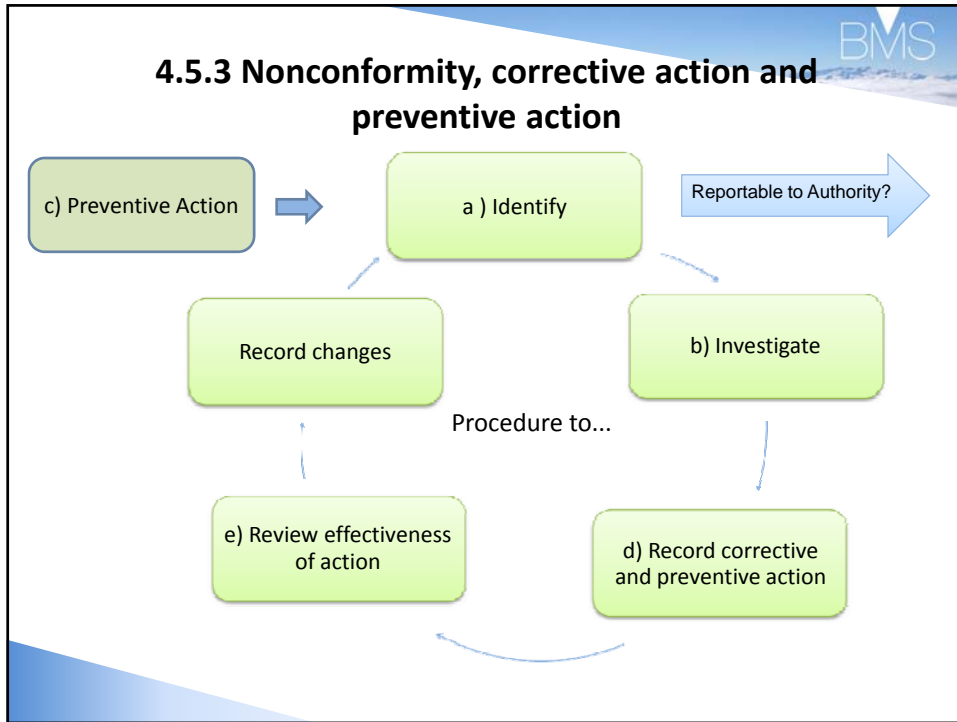 BMS
4.5.3 Nonconformity, corrective action and
preventive action
c) Preventive Action
a ) Identify
Reportable to Authority?
Record changes
b) Investigate
Procedure to...
e) Review effectiveness
of action
d) Record corrective
and preventive action